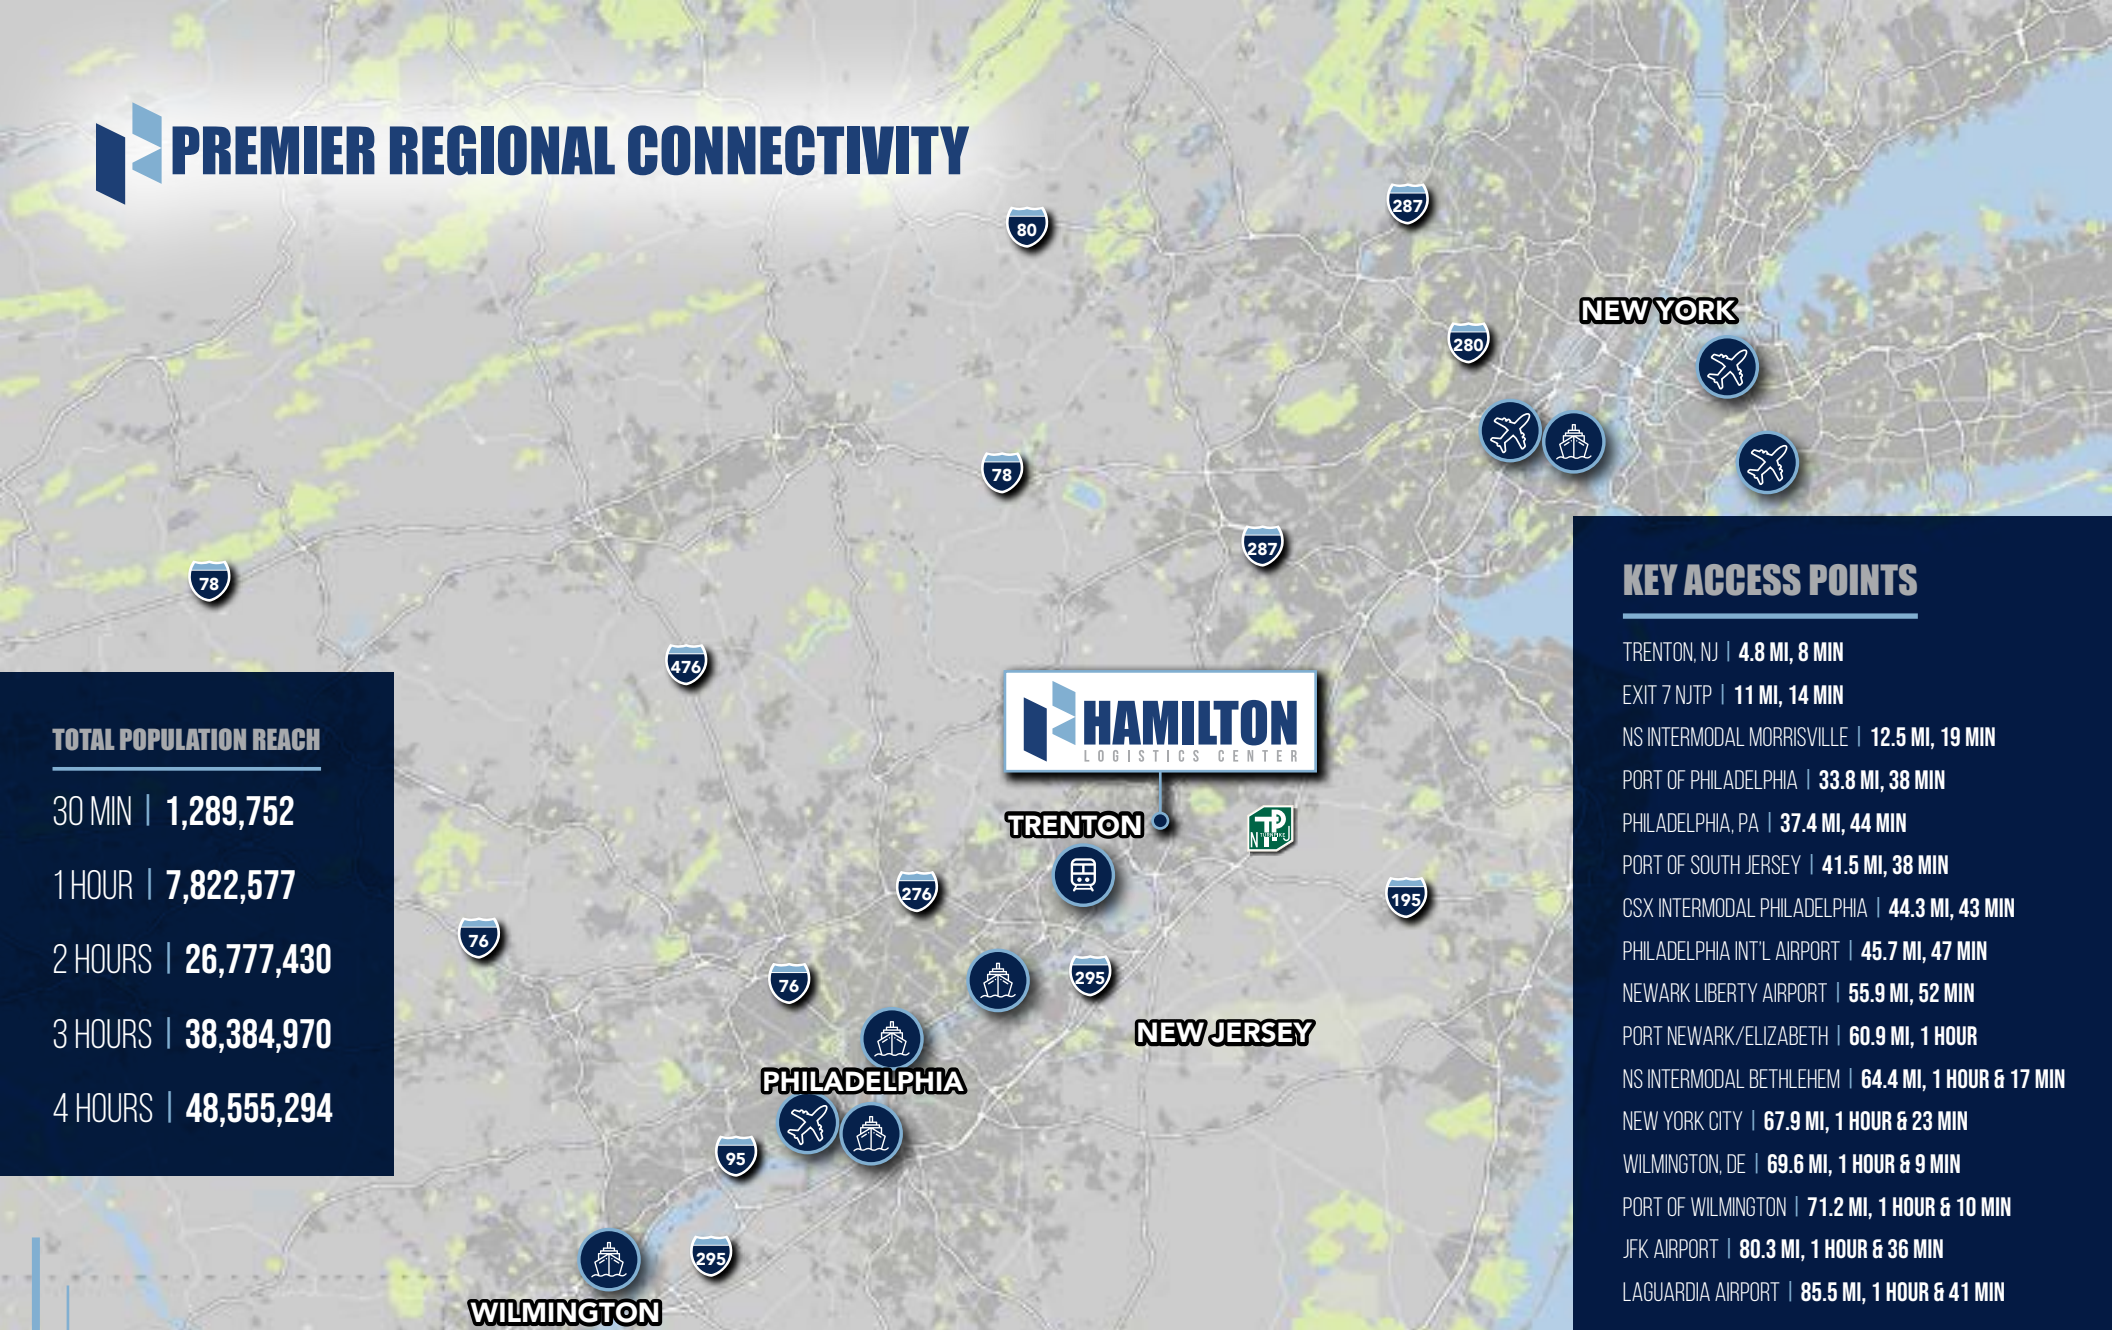 PREMIER REGIONAL CONNECTIVITY
80
287
NEW YORK
280
78
287
78
476
HAMILTON
LOGISTICS CENTER
TRENTON
N TP J
TURNPIKE
276
195
76
76
295
NEW JERSEY
PHILADELPHIA
95
295
WILMINGTON
TOTAL POPULATION REACH
30 MIN | 1,289,752
1 HOUR | 7,822,577
2 HOURS | 26,777,430
3 HOURS | 38,384,970
4 HOURS | 48,555,294
KEY ACCESS POINTS
TRENTON, NJ | 4.8 MI, 8 MIN
EXIT 7 NJTP | 11 MI, 14 MIN
NS INTERMODAL MORRISVILLE | 12.5 MI, 19 MIN
PORT OF PHILADELPHIA | 33.8 MI, 38 MIN
PHILADELPHIA, PA | 37.4 MI, 44 MIN
PORT OF SOUTH JERSEY | 41.5 MI, 38 MIN
CSX INTERMODAL PHILADELPHIA | 44.3 MI, 43 MIN
PHILADELPHIA INT'L AIRPORT | 45.7 MI, 47 MIN
NEWARK LIBERTY AIRPORT | 55.9 MI, 52 MIN
PORT NEWARK/ELIZABETH | 60.9 MI, 1 HOUR
NS INTERMODAL BETHLEHEM | 64.4 MI, 1 HOUR & 17 MIN
NEW YORK CITY | 67.9 MI, 1 HOUR & 23 MIN
WILMINGTON, DE | 69.6 MI, 1 HOUR & 9 MIN
PORT OF WILMINGTON | 71.2 MI, 1 HOUR & 10 MIN
JFK AIRPORT | 80.3 MI, 1 HOUR & 36 MIN
LAGUARDIA AIRPORT | 85.5 MI, 1 HOUR & 41 MIN